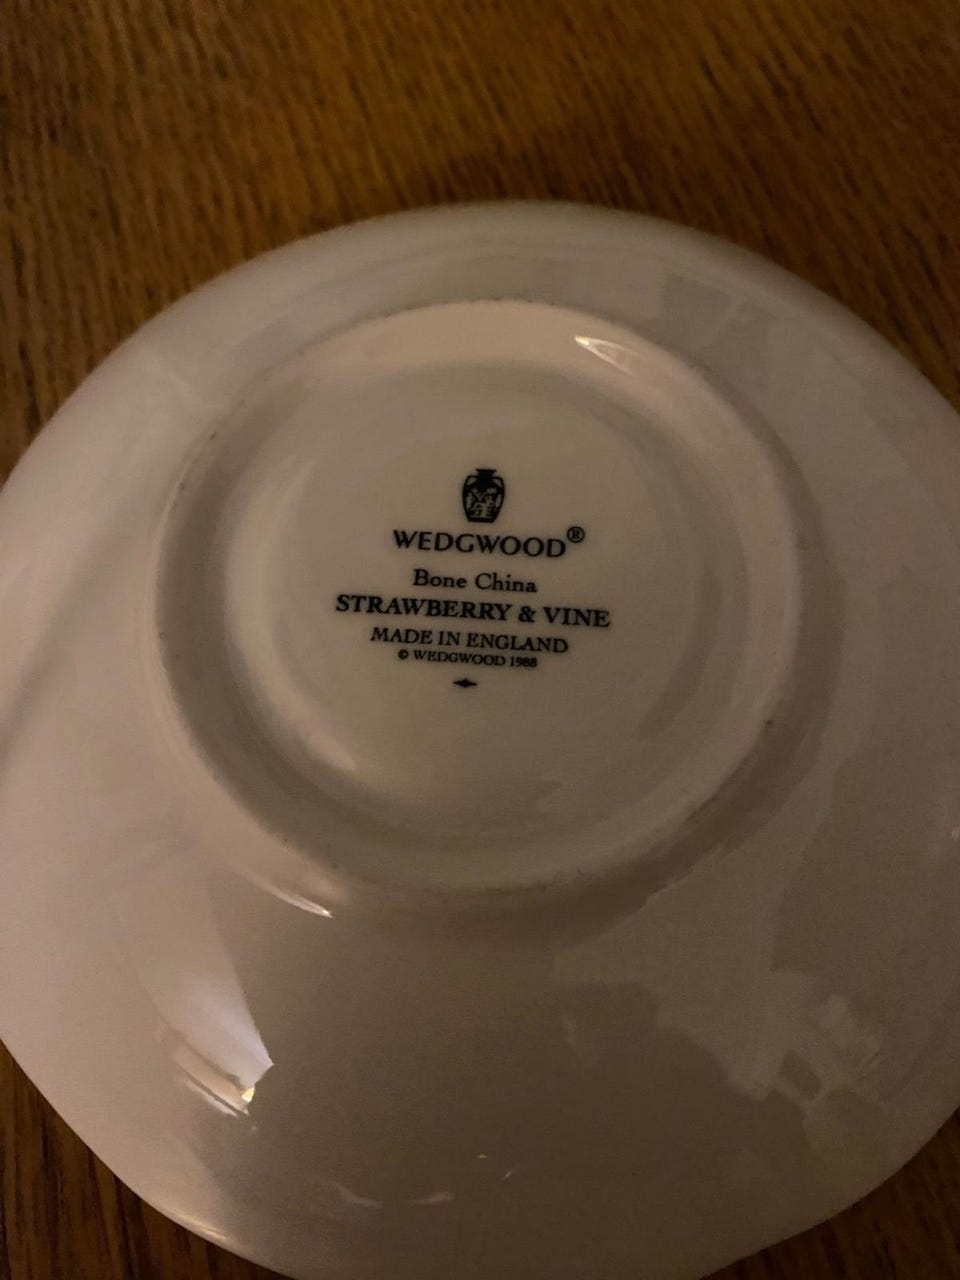 WEDGWOOD®
Bone China
STRAWBERRY & VINE
MADE IN ENGLAND
© WEDGWOOD 1988